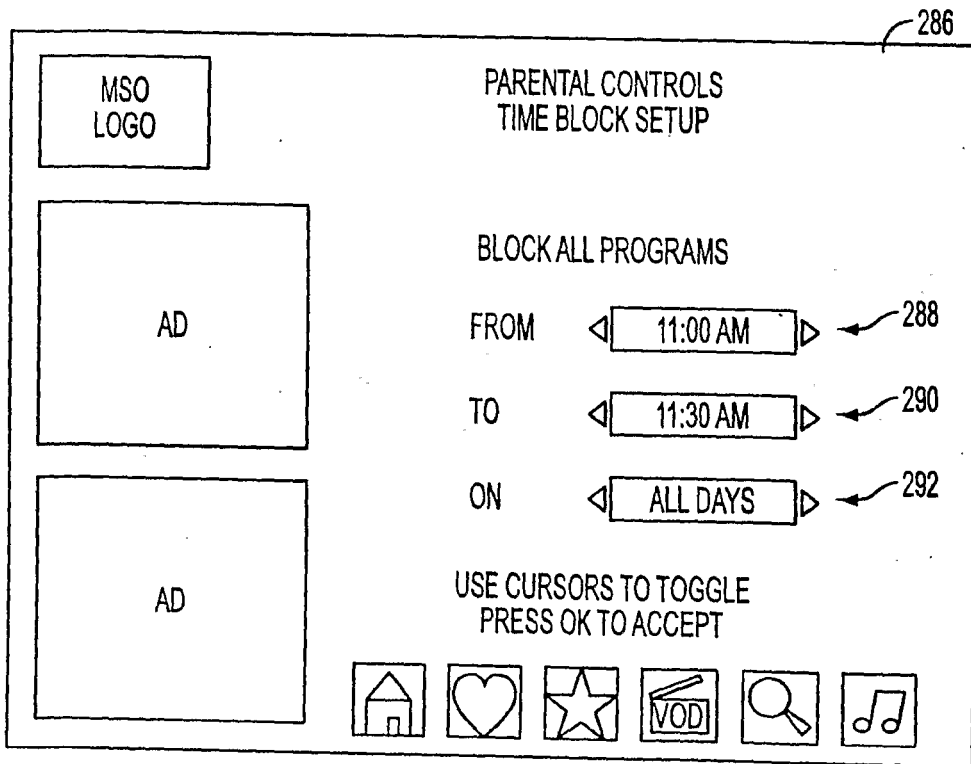 286
MSO
LOGO
PARENTAL CONTROLS
TIME BLOCK SETUP
AD
BLOCK ALL PROGRAMS
FROM 11:00 AM 288
TO 11:30 AM 290
ON ALL DAYS 292
AD
USE CURSORS TO TOGGLE
PRESS OK TO ACCEPT
VOD